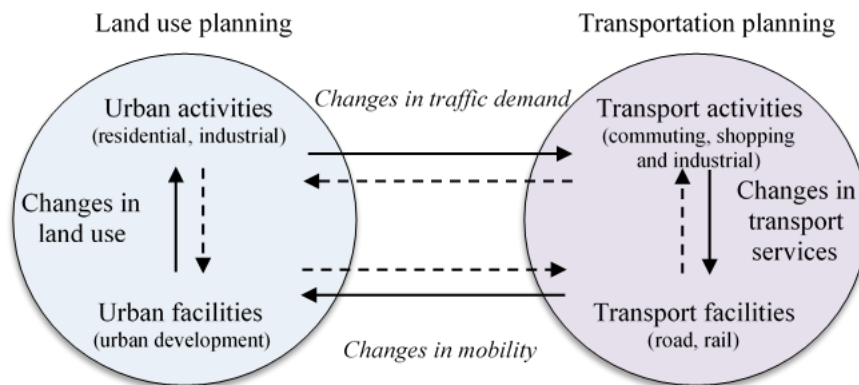 Land use planning
Transportation planning
Urban activities
(residential, industrial)
Changes in traffic demand
Transport activities
(commuting, shopping
and industrial)
Changes in
land use
Changes in
transport
services
Urban facilities
(urban development)
Changes in mobility
Transport facilities
(road, rail)